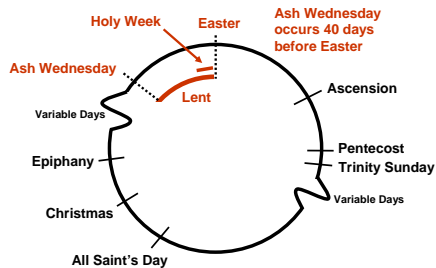 Easter
Holy Week
Ash Wednesday
occurs 40 days
before Easter
Ash Wednesday
Lent
Ascension
Variable Days
Pentecost
Trinity Sunday
Epiphany
Variable Days
Christmas
All Saint's Day